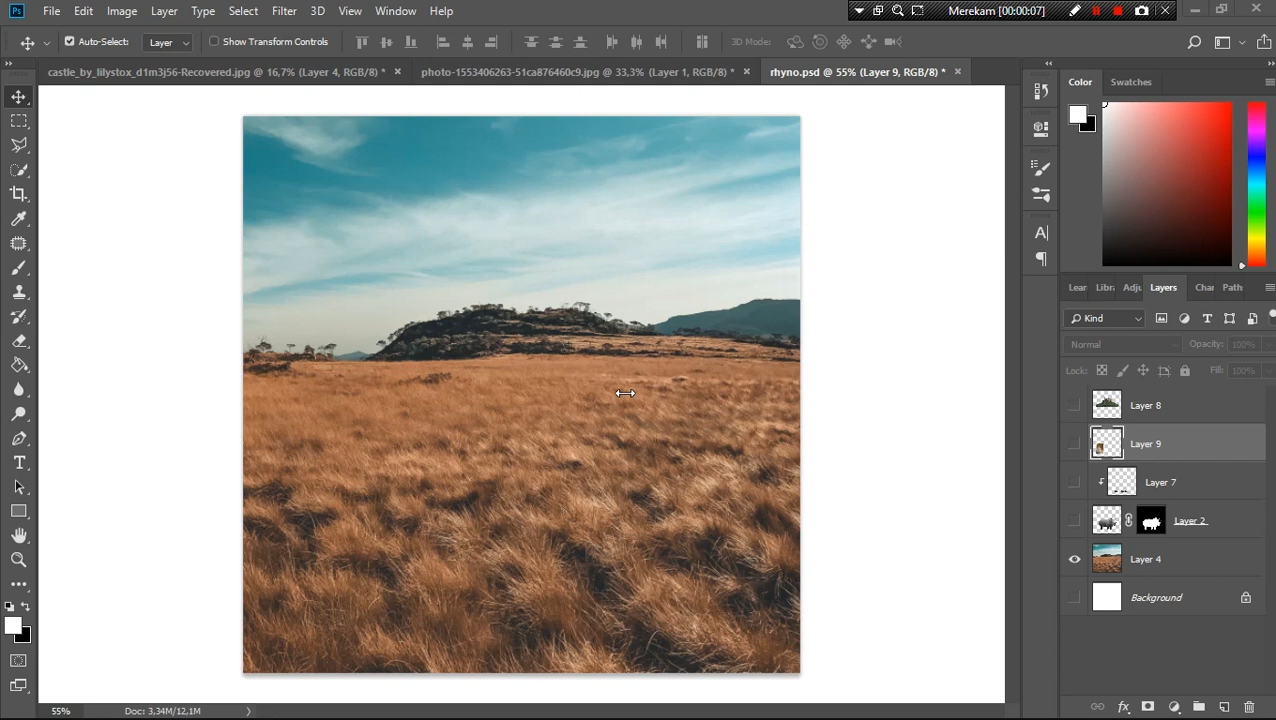 Ps File Edit Image Layer Type Select Filter 3D View Window Help
Merekam [00:00:07]
Auto-Select: Layer Show Transform Controls 3D Mode:
castle_by_lilystox_d1m3j56-Recovered.jpg @ 16,7% (Layer 4, RGB/8) * × photo-1553406263-51ca876460c9.jpg @ 33,3% (Layer 1, RGB/8) * × rhyno.psd @ 55% (Layer 9, RGB/8) * ×
Color Swatches
Lear Libra Adju Layers Char Path
Kind
Normal Opacity: 100%
Lock: Fill: 100%
Layer 8
Layer 9
Layer 7
Layer 2
Layer 4
Background
55% Doc: 3,34M/12,1M